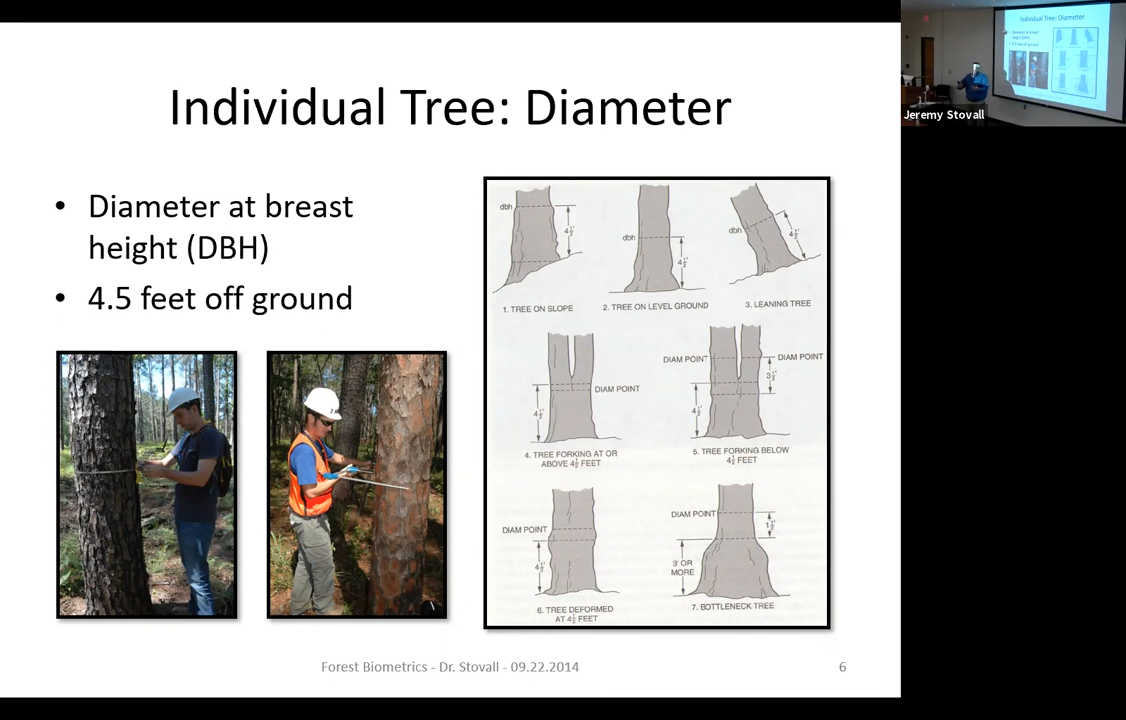 Individual Tree: Diameter
• Diameter at breast
height (DBH)
• 4.5 feet off ground
dbh
4½'
1. TREE ON SLOPE
dbh
4½'
2. TREE ON LEVEL GROUND
dbh
4½'
3. LEANING TREE
4½'
DIAM POINT
4. TREE FORKING AT OR
ABOVE 4½ FEET
DIAM POINT
DIAM POINT
3½'
4½'
5. TREE FORKING BELOW
4½ FEET
DIAM POINT
4½'
6. TREE DEFORMED
AT 4½ FEET
DIAM POINT
1½'
3' OR
MORE
7. BOTTLENECK TREE
Forest Biometrics - Dr. Stovall - 09.22.2014
6
Individual Tree: Diameter
Jeremy Stovall